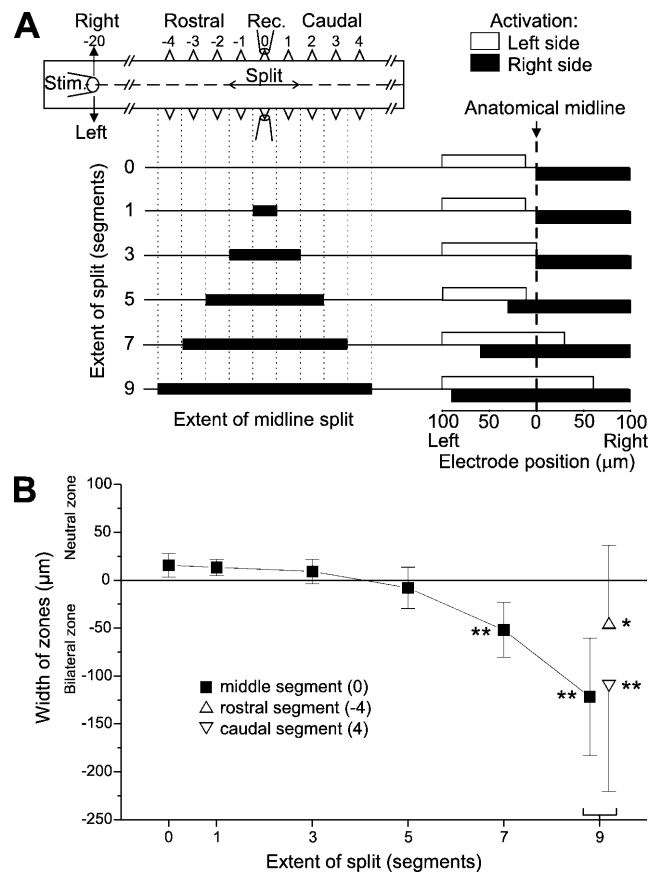 A
Right
Rostral
Rec.
Caudal
-20
-4 -3 -2 -1 0 1 2 3 4
Stim.
Split
Left
Activation:
Left side
Right side
Anatomical midline
Extent of split (segments)
0
1
3
5
7
9
Extent of midline split
100 50 0 50 100
Left Right
Electrode position (μm)
B
Width of zones (μm)
Neutral zone
Bilateral zone
100
50
0
-50
-100
-150
-200
-250
middle segment (0)
rostral segment (-4)
caudal segment (4)
**
**
*
**
0 1 3 5 7 9
Extent of split (segments)